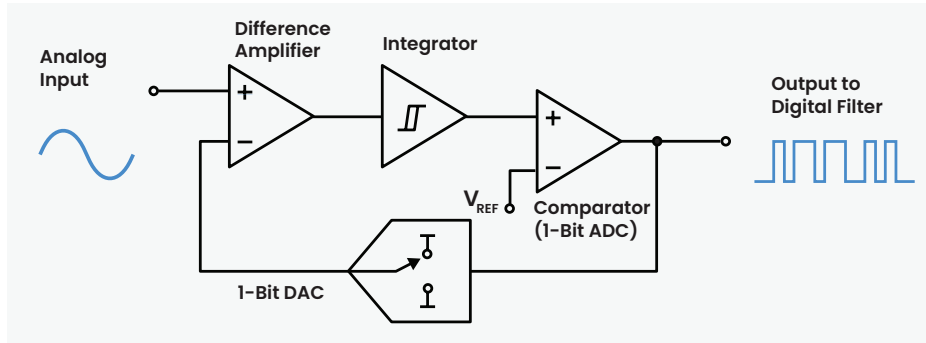 Analog
Input
Difference
Amplifier
Integrator
Output to
Digital Filter
+
−
+
−
VREF
Comparator
(1-Bit ADC)
1-Bit DAC